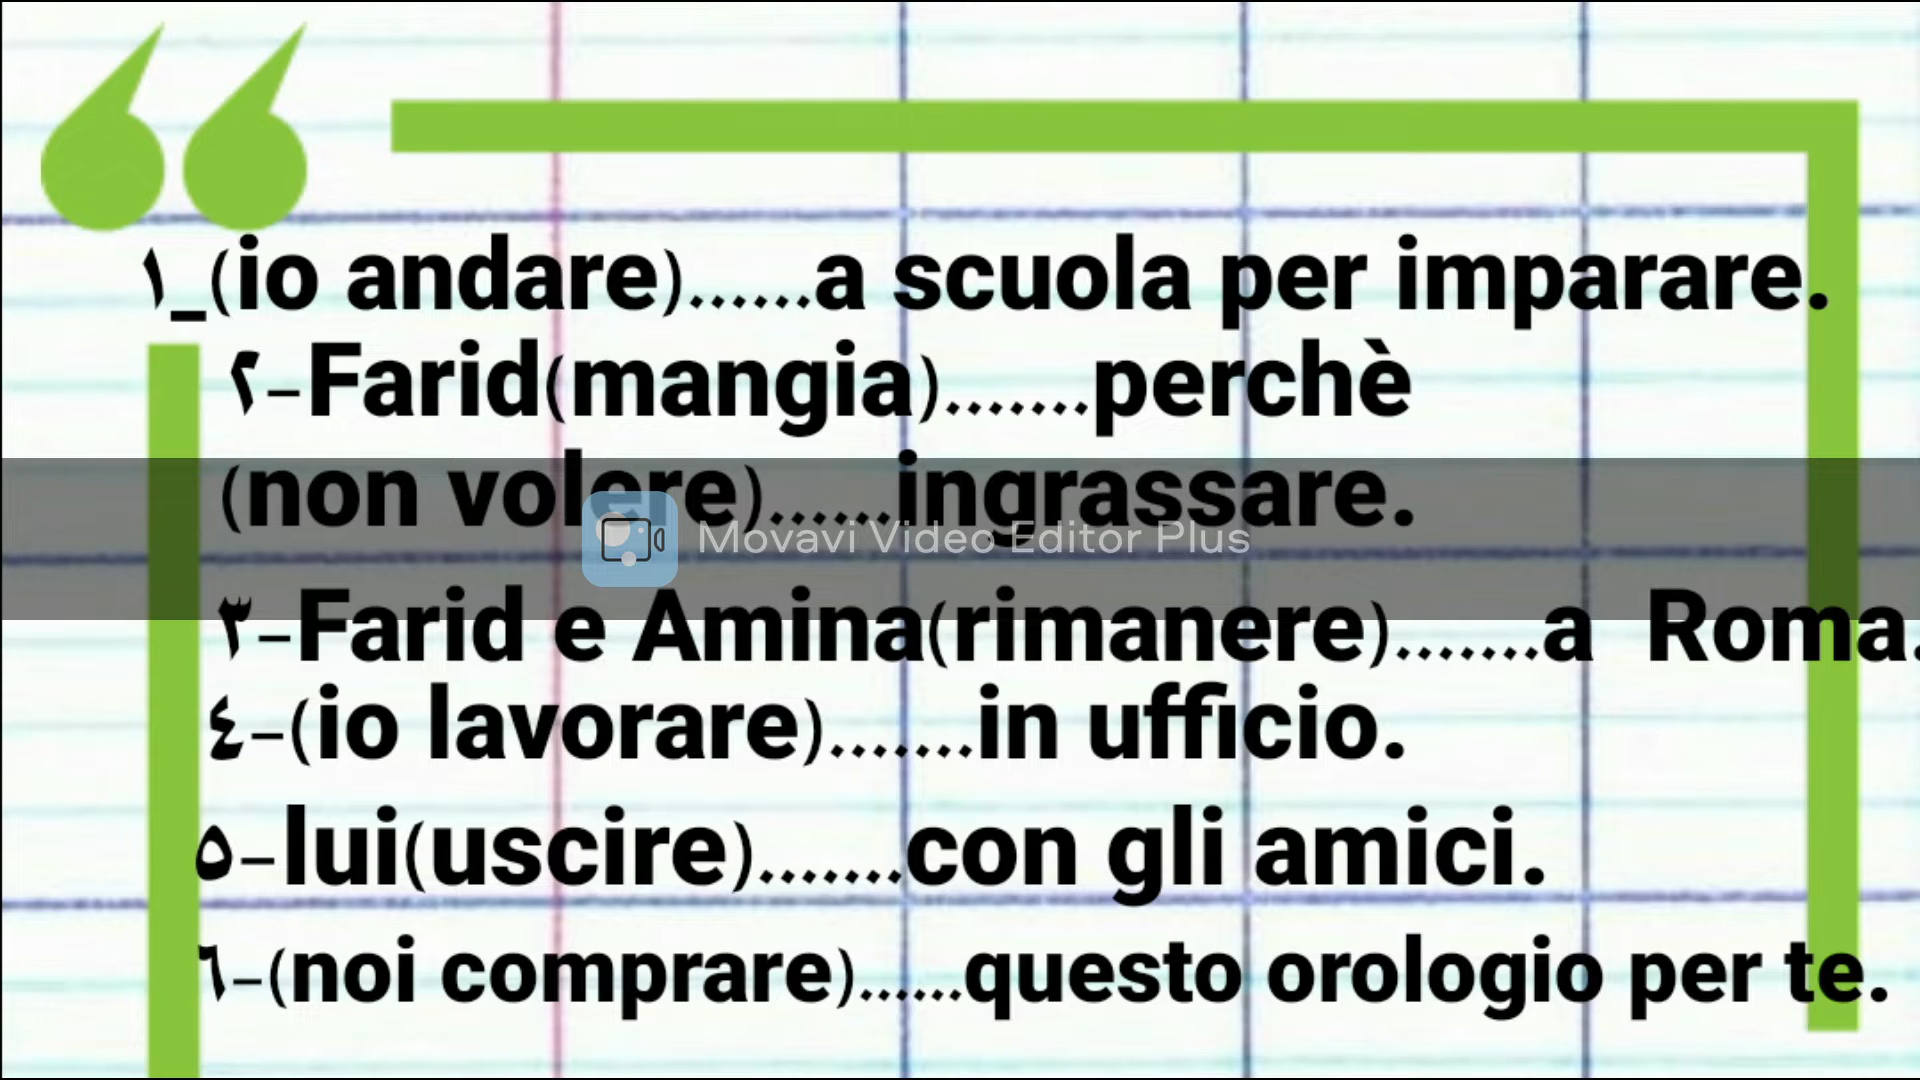 ١_(io andare)......a scuola per imparare.
٢-Farid(mangia).......perchè
(non volere)......ingrassare.
Movavi Video Editor Plus
٣-Farid e Amina(rimanere).......a Roma.
٤-(io lavorare).......in ufficio.
٥-lui(uscire).......con gli amici.
٦-(noi comprare)......questo orologio per te.